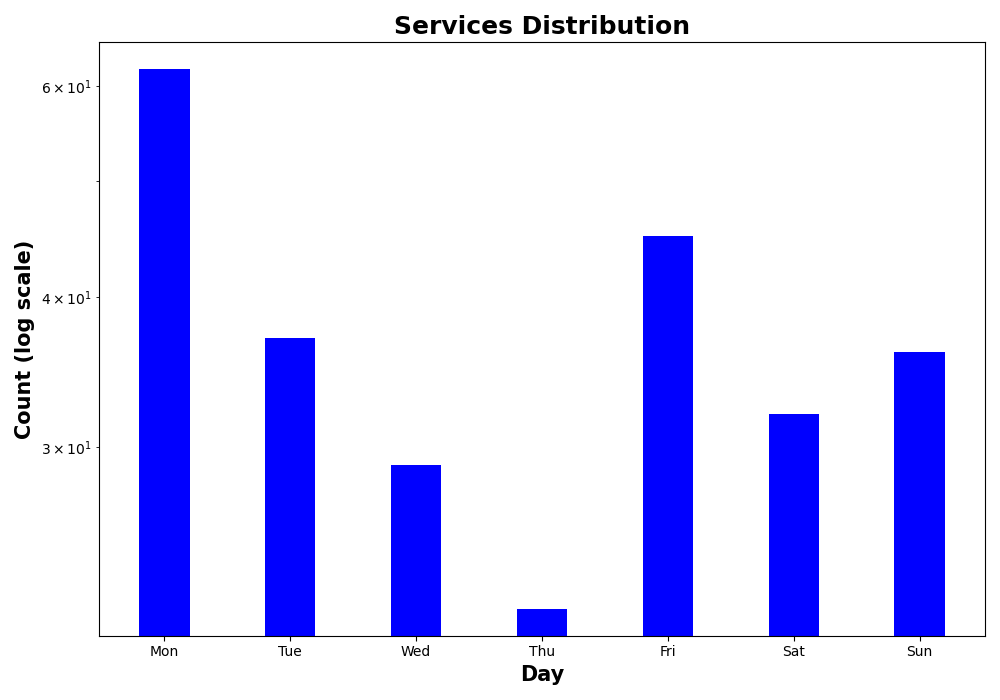 Services Distribution
Count (log scale)
6 × 10¹
4 × 10¹
3 × 10¹
Mon Tue Wed Thu Fri Sat Sun
Day